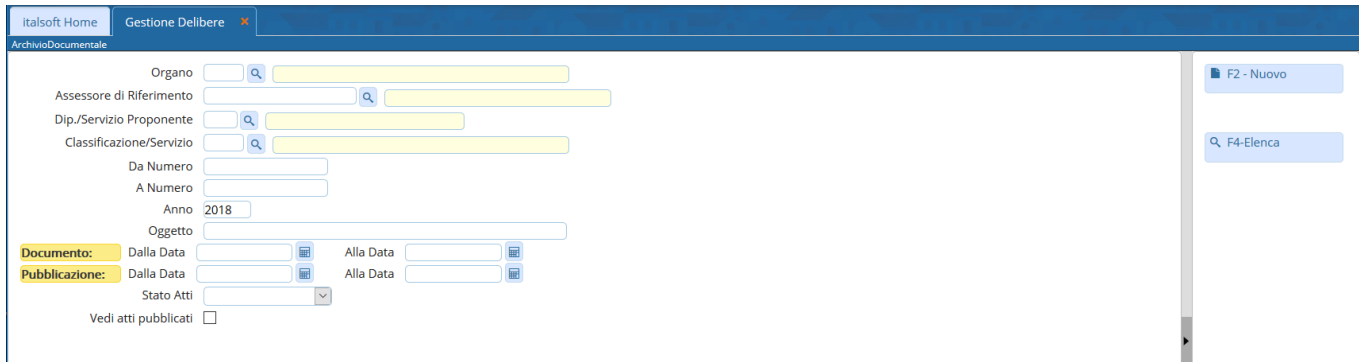 italsoft Home Gestione Delibere ×
ArchivioDocumentale
Organo
F2 - Nuovo
Assessore di Riferimento
Dip./Servizio Proponente
Classificazione/Servizio
F4-Elenca
Da Numero
A Numero
Anno 2018
Oggetto
Documento: Dalla Data Alla Data
Pubblicazione: Dalla Data Alla Data
Stato Atti
Vedi atti pubblicati